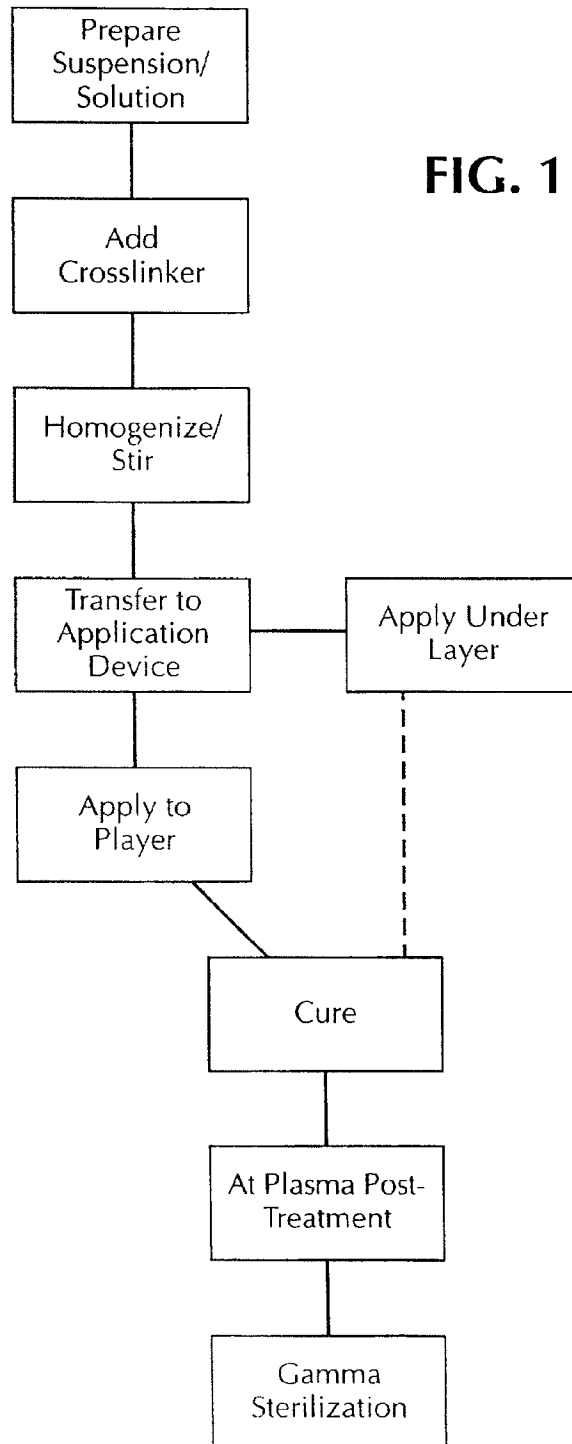 Prepare
Suspension/
Solution
FIG. 1
Add
Crosslinker
Homogenize/
Stir
Transfer to
Application
Device
Apply Under
Layer
Apply to
Player
Cure
At Plasma Post-
Treatment
Gamma
Sterilization